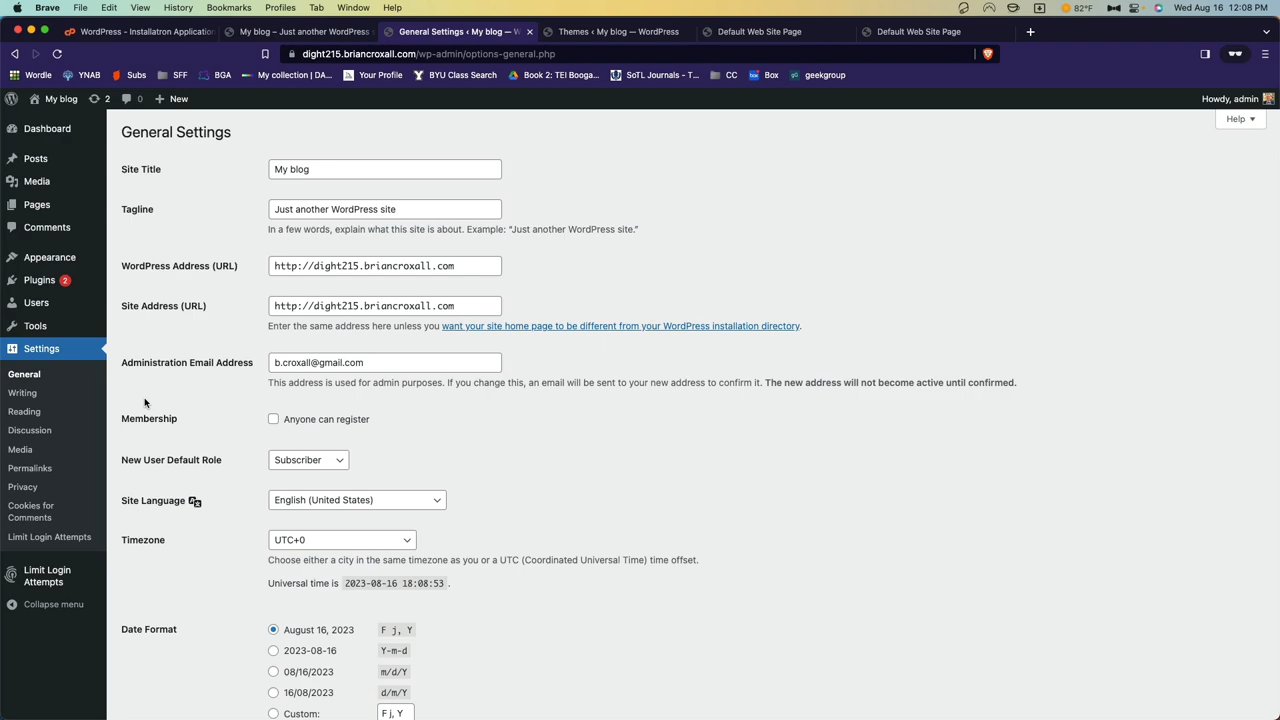 Brave File Edit View History Bookmarks Profiles Tab Window Help 82°F Wed Aug 16 12:08 PM
WordPress - Installatron Application
My blog – Just another WordPress
General Settings ‹ My blog — W
Themes ‹ My blog — WordPress
Default Web Site Page
Default Web Site Page
dight215.briancroxall.com/wp-admin/options-general.php
Wordle YNAB Subs SFF BGA My collection | DA... Your Profile BYU Class Search Book 2: TEI Booga... SoTL Journals - T... CC Box geekgroup
My blog 2 0 New Howdy, admin
Help
Dashboard
Posts
Media
Pages
Comments
Appearance
Plugins 2
Users
Tools
Settings
General
Writing
Reading
Discussion
Media
Permalinks
Privacy
Cookies for
Comments
Limit Login Attempts
Limit Login
Attempts
Collapse menu
General Settings
Site Title My blog
Tagline Just another WordPress site
In a few words, explain what this site is about. Example: “Just another WordPress site.”
WordPress Address (URL) http://dight215.briancroxall.com
Site Address (URL) http://dight215.briancroxall.com
Enter the same address here unless you want your site home page to be different from your WordPress installation directory.
Administration Email Address b.croxall@gmail.com
This address is used for admin purposes. If you change this, an email will be sent to your new address to confirm it. The new address will not become active until confirmed.
Membership Anyone can register
New User Default Role Subscriber
Site Language English (United States)
Timezone UTC+0
Choose either a city in the same timezone as you or a UTC (Coordinated Universal Time) time offset.
Universal time is 2023-08-16 18:08:53 .
Date Format August 16, 2023 F j, Y
2023-08-16 Y-m-d
08/16/2023 m/d/Y
16/08/2023 d/m/Y
Custom: F j, Y